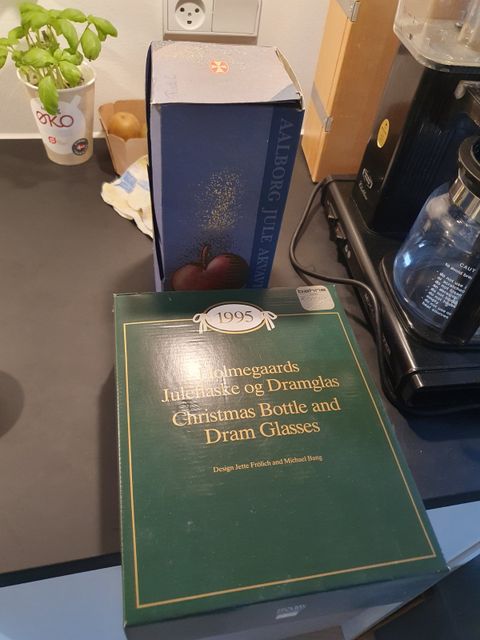 ØKO
AALBORG JULE AKVAVIT
1995
Holmegaards
Juleflaske og Dramglas
Christmas Bottle and
Dram Glasses
Design Jette Frölich and Michael Bang
CAUT